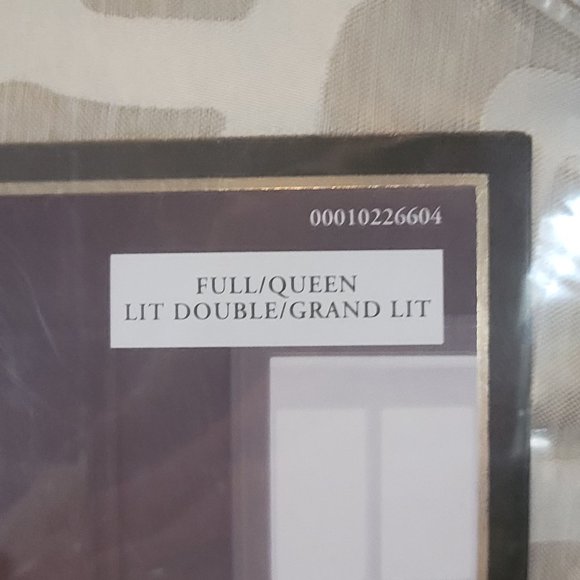 00010226604
FULL/QUEEN
LIT DOUBLE/GRAND LIT